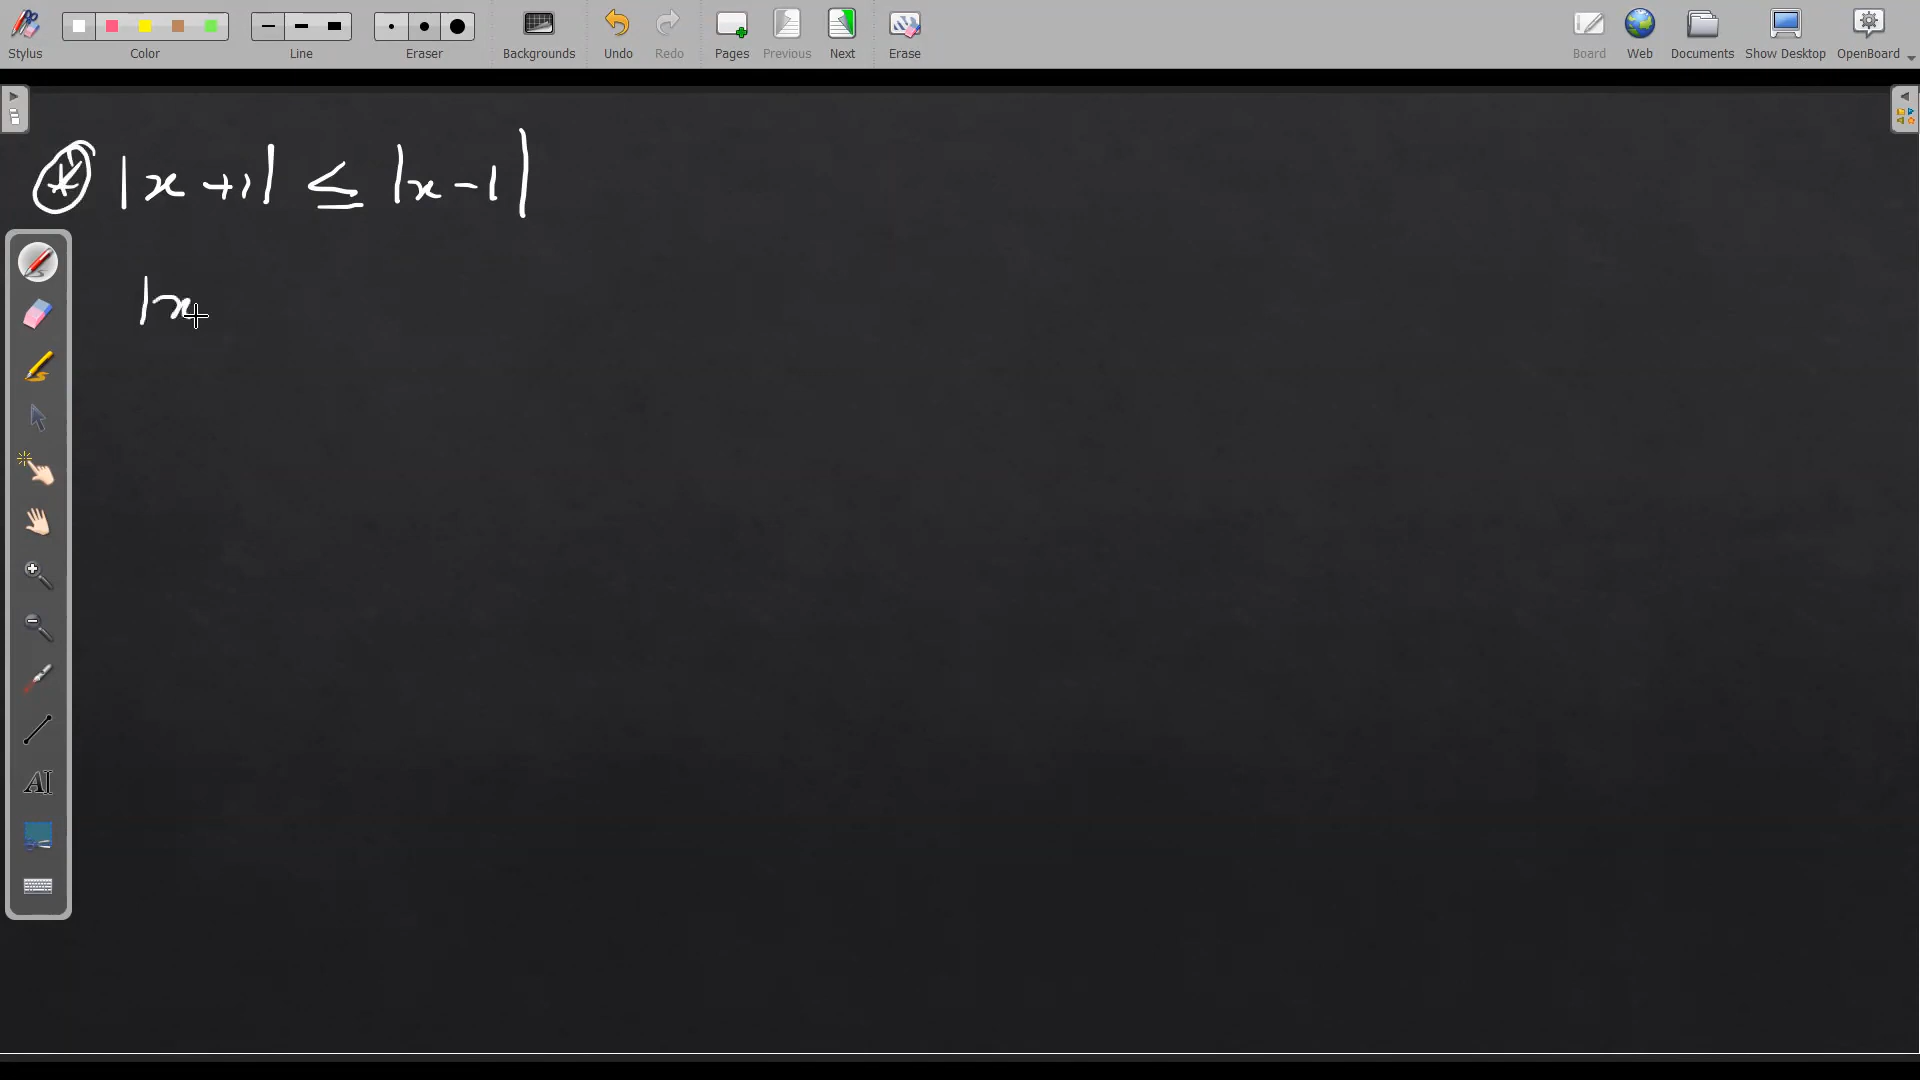 Stylus Color Line Eraser Backgrounds Undo Redo Pages Previous Next Erase Board Web Documents Show Desktop OpenBoard
⊛ |x+1| ≤ |x-1|
|x
AI